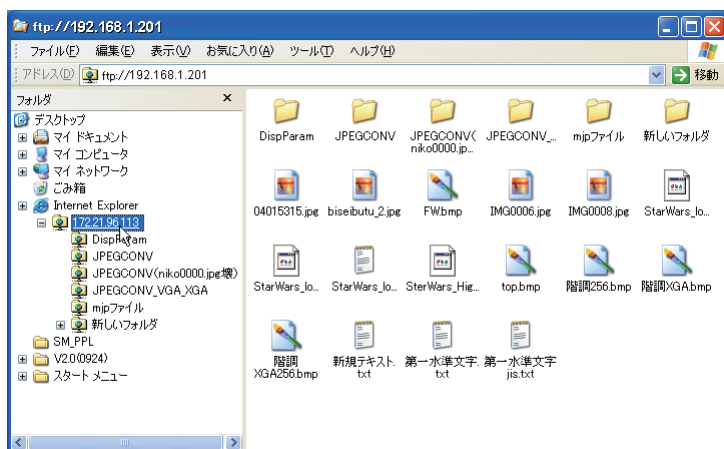 ftp://192.168.1.201
ファイル(F) 編集(E) 表示(V) お気に入り(A) ツール(T) ヘルプ(H)
アドレス(D) ftp://192.168.1.201 移動
フォルダ ×
デスクトップ
マイ ドキュメント
マイ コンピュータ
マイ ネットワーク
ごみ箱
Internet Explorer
172.21.96.113
DispParam
JPEGCONV
JPEGCONV(niko0000.jpg壊)
JPEGCONV_VGA_XGA
mjpファイル
新しいフォルダ
SM_PPL
V2.0(0924)
スタート メニュー
DispParam JPEGCONV JPEGCONV( JPEGCONV_... mjpファイル 新しいフォルダ
niko0000.jp...
04015315.jpg biseibutu_2.jpg FW.bmp IMG0006.jpg IMG0008.jpg StarWars_lo...
StarWars_lo... StarWars_lo... SterWars_Hig... top.bmp 階調256.bmp 階調XGA.bmp
階調 新規テキスト. 第一水準文字. 第一水準文字
XGA256.bmp txt txt jis.txt